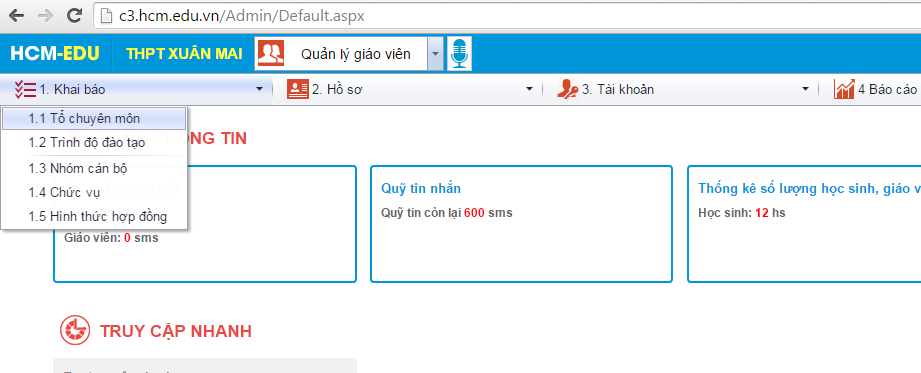 c3.hcm.edu.vn/Admin/Default.aspx
HCM-EDU THPT XUÂN MAI Quản lý giáo viên
1. Khai báo 2. Hồ sơ 3. Tài khoản 4 Báo cáo
1.1 Tổ chuyên môn
1.2 Trình độ đào tạo
1.3 Nhóm cán bộ
1.4 Chức vụ
1.5 Hình thức hợp đồng
THÔNG TIN
Giáo viên: 0 sms
Quỹ tin nhắn
Quỹ tin còn lại 600 sms
Thống kê số lượng học sinh, giáo v
Học sinh: 12 hs
TRUY CẬP NHANH